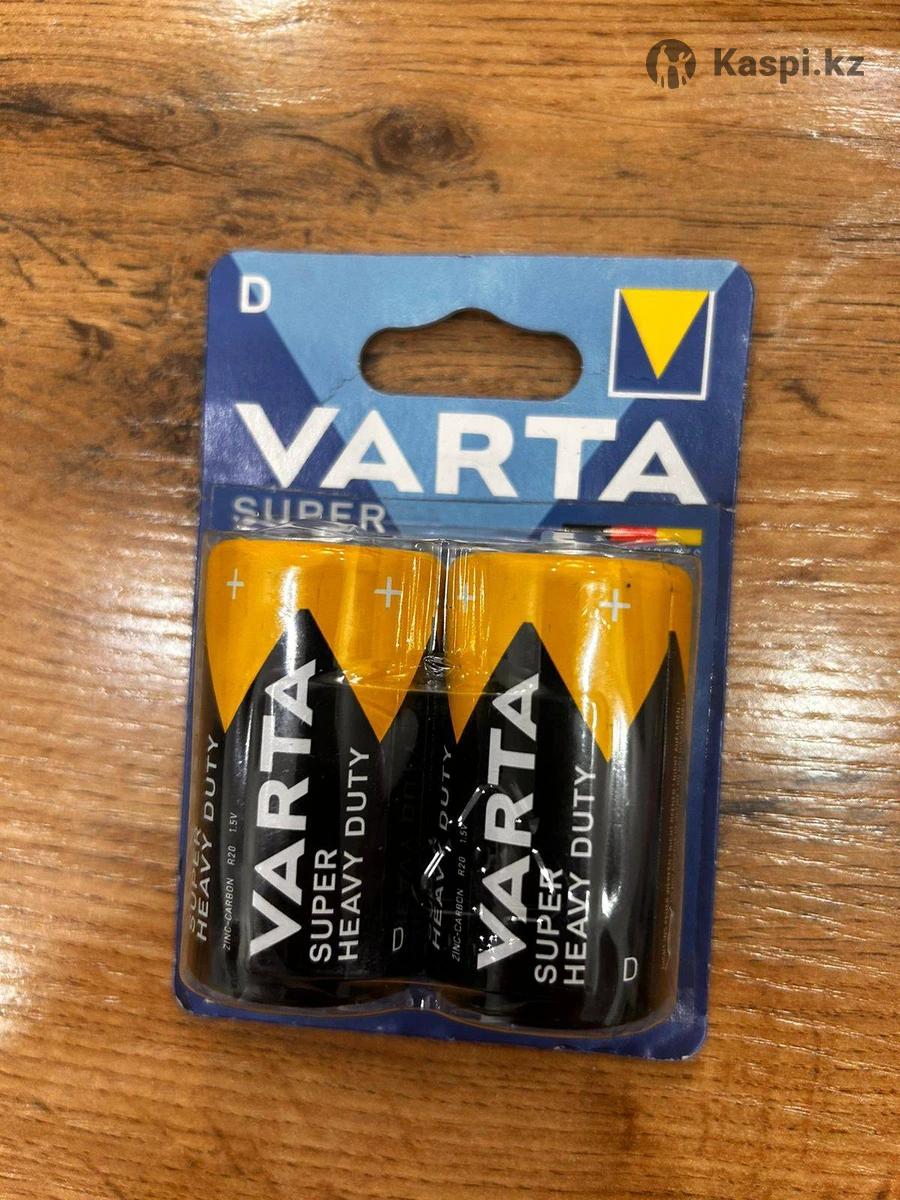 Kaspi.kz
D
VARTA
SUPER
+ +
+ +
SUPER
HEAVY DUTY
ZINC-CARBON R20 1.5V
VARTA
SUPER
HEAVY DUTY
D
HEAVY DUTY
ZINC-CARBON R20 1.5V
VARTA
SUPER
HEAVY DUTY
D